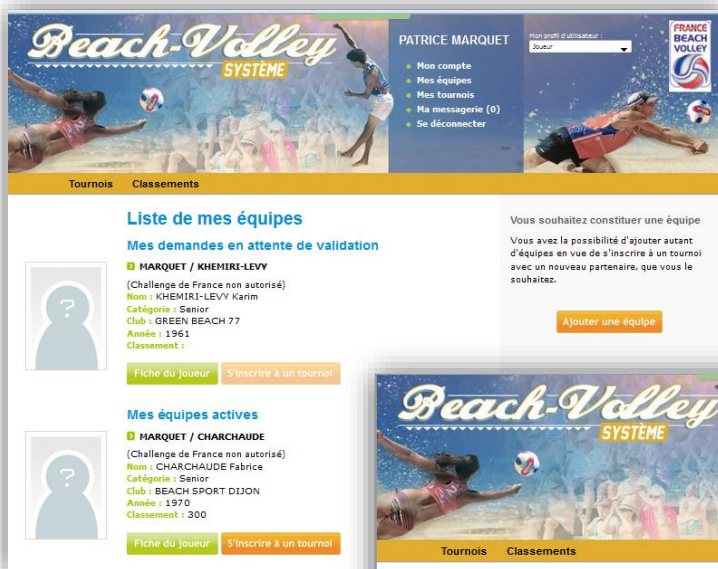 Beach-Volley
SYSTÈME
PATRICE MARQUET
Mon compte
Mes équipes
Mes tournois
Ma messagerie (0)
Se déconnecter
Mon profil d'utilisateur :
Joueur
FRANCE
BEACH
VOLLEY
Tournois Classements
Liste de mes équipes
Mes demandes en attente de validation
MARQUET / KHEMIRI-LEVY
(Challenge de France non autorisé)
Nom : KHEMIRI-LEVY Karim
Catégorie : Senior
Club : GREEN BEACH 77
Année : 1961
Classement :
Fiche du joueur S'inscrire à un tournoi
Mes équipes actives
MARQUET / CHARCHAUDE
(Challenge de France non autorisé)
Nom : CHARCHAUDE Fabrice
Catégorie : Senior
Club : BEACH SPORT DIJON
Année : 1970
Classement : 300
Fiche du joueur S'inscrire à un tournoi
Vous souhaitez constituer une équipe
Vous avez la possibilité d'ajouter autant
d'équipes en vue de s'inscrire à un tournoi
avec un nouveau partenaire, que vous le
souhaitez.
Ajouter une équipe
Beach-Volley
SYSTÈME
Tournois Classements